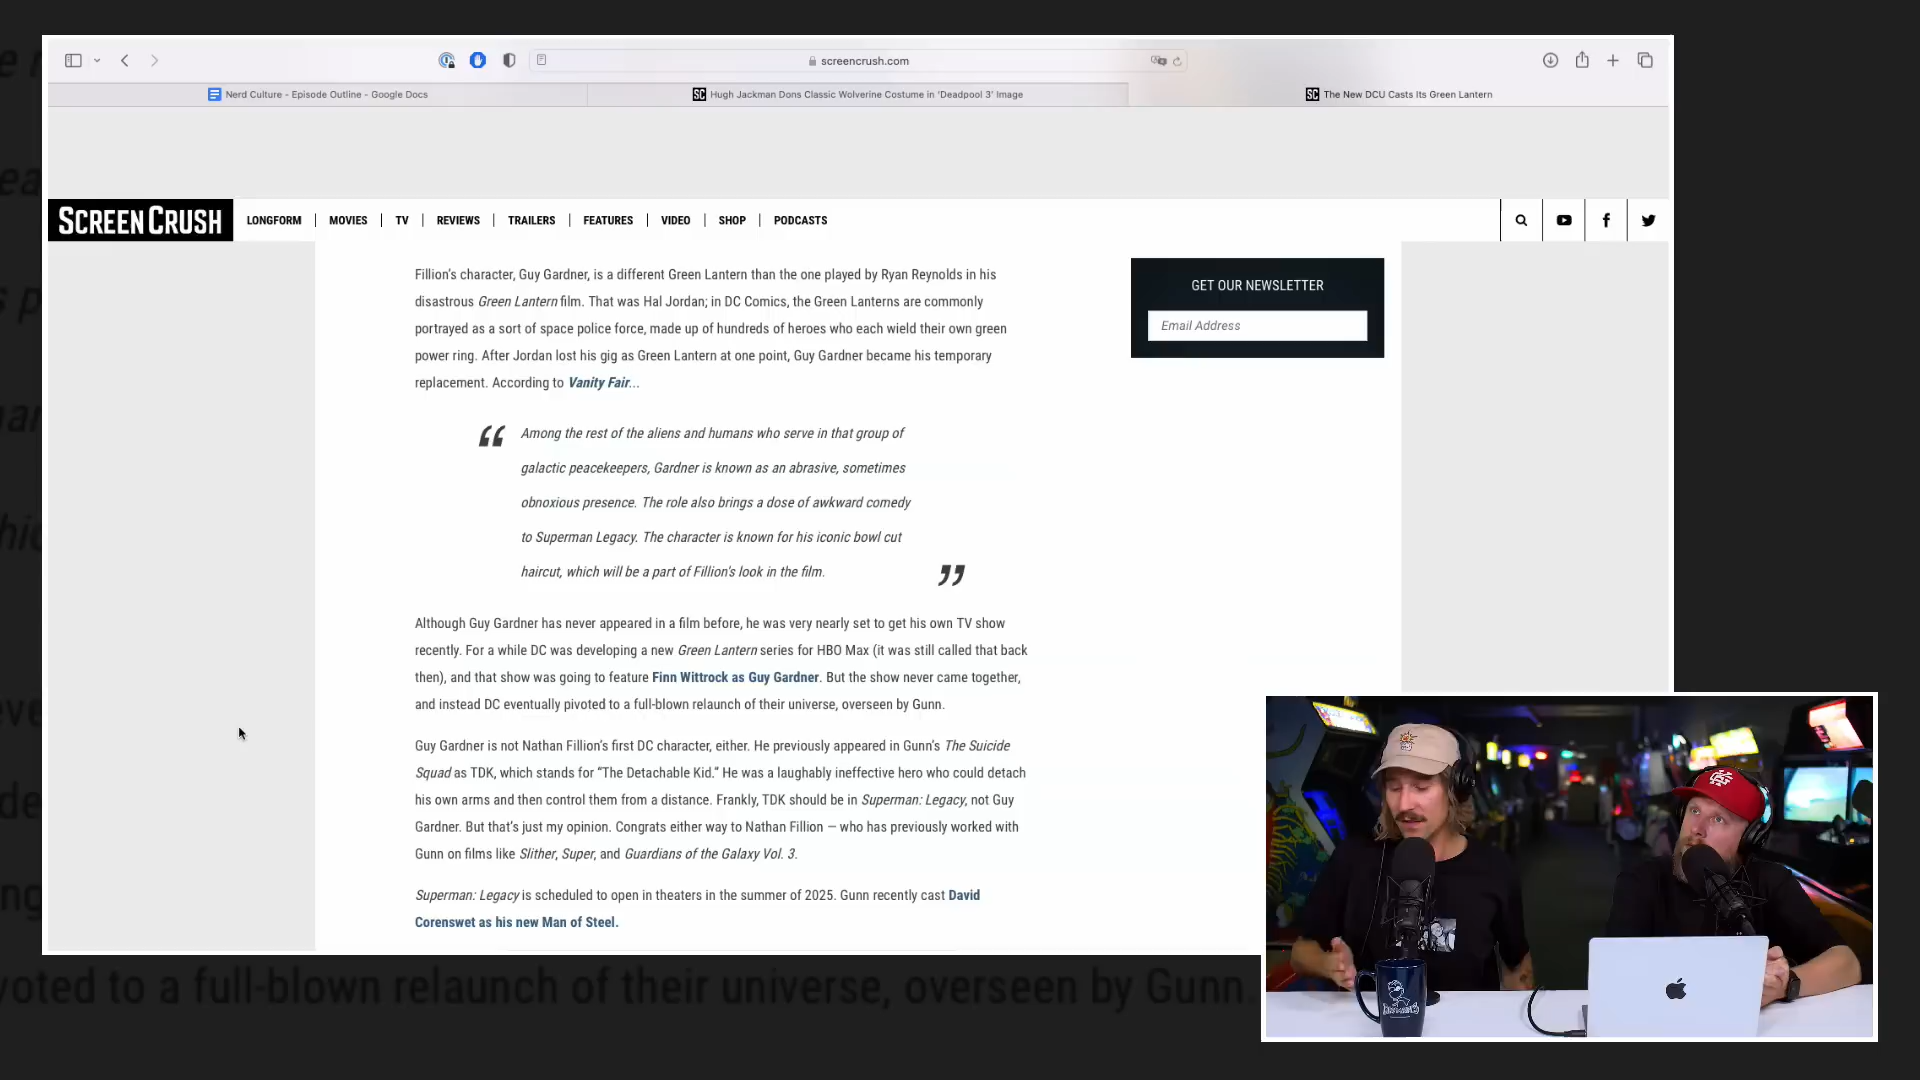 screencrush.com
Nerd Culture - Episode Outline - Google Docs
SC Hugh Jackman Dons Classic Wolverine Costume in 'Deadpool 3' Image
SC The New DCU Casts Its Green Lantern
SCREENCRUSH
LONGFORM
MOVIES
TV
REVIEWS
TRAILERS
FEATURES
VIDEO
SHOP
PODCASTS
Fillion's character, Guy Gardner, is a different Green Lantern than the one played by Ryan Reynolds in his
disastrous Green Lantern film. That was Hal Jordan; in DC Comics, the Green Lanterns are commonly
portrayed as a sort of space police force, made up of hundreds of heroes who each wield their own green
power ring. After Jordan lost his gig as Green Lantern at one point, Guy Gardner became his temporary
replacement. According to Vanity Fair...
GET OUR NEWSLETTER
Email Address
“ Among the rest of the aliens and humans who serve in that group of
galactic peacekeepers, Gardner is known as an abrasive, sometimes
obnoxious presence. The role also brings a dose of awkward comedy
to Superman Legacy. The character is known for his iconic bowl cut
haircut, which will be a part of Fillion's look in the film. ”
Although Guy Gardner has never appeared in a film before, he was very nearly set to get his own TV show
recently. For a while DC was developing a new Green Lantern series for HBO Max (it was still called that back
then), and that show was going to feature Finn Wittrock as Guy Gardner. But the show never came together,
and instead DC eventually pivoted to a full-blown relaunch of their universe, overseen by Gunn.
Guy Gardner is not Nathan Fillion's first DC character, either. He previously appeared in Gunn's The Suicide
Squad as TDK, which stands for “The Detachable Kid.” He was a laughably ineffective hero who could detach
his own arms and then control them from a distance. Frankly, TDK should be in Superman: Legacy, not Guy
Gardner. But that's just my opinion. Congrats either way to Nathan Fillion — who has previously worked with
Gunn on films like Slither, Super, and Guardians of the Galaxy Vol. 3.
Superman: Legacy is scheduled to open in theaters in the summer of 2025. Gunn recently cast David
Corenswet as his new Man of Steel.
voted to a full-blown relaunch of their universe, overseen by Gunn.